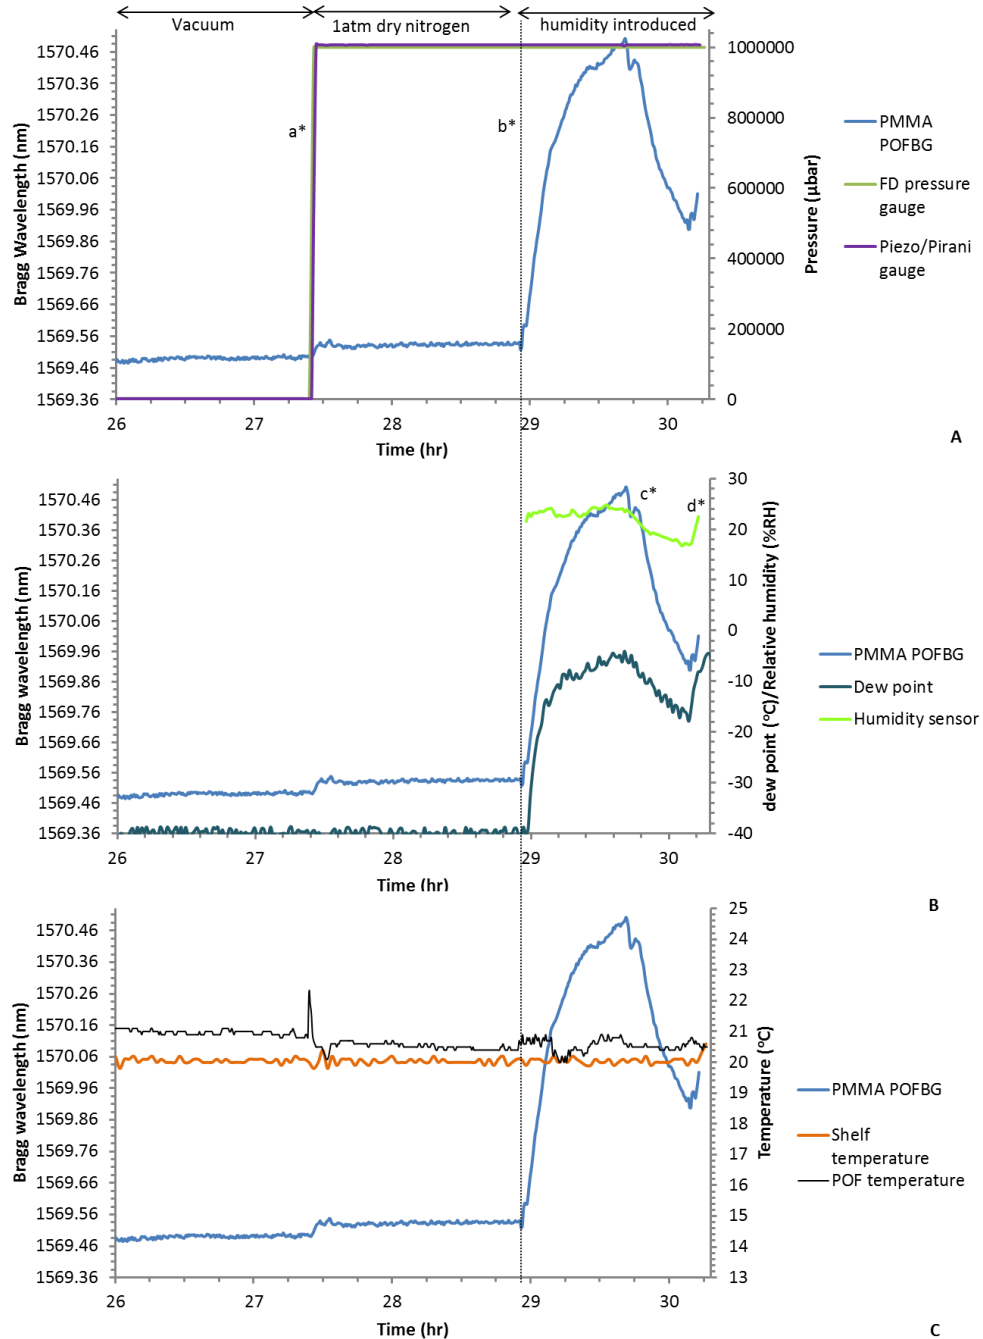 Vacuum
1atm dry nitrogen
humidity introduced
1570.46
1570.36
1570.26
1570.16
1570.06
1569.96
1569.86
1569.76
1569.66
1569.56
1569.46
1569.36
Bragg Wavelength (nm)
a*
b*
1000000
800000
600000
400000
200000
0
Pressure (µbar)
PMMA
POFBG
FD pressure
gauge
Piezo/Pirani
gauge
26
27
28
29
30
Time (hr)
A
1570.46
1570.36
1570.26
1570.16
1570.06
1569.96
1569.86
1569.76
1569.66
1569.56
1569.46
1569.36
Bragg wavelength (nm)
c*
d*
30
20
10
0
-10
-20
-30
-40
dew point (°C)/Relative humidity (%RH)
PMMA POFBG
Dew point
Humidity sensor
26
27
28
29
30
Time (hr)
B
1570.46
1570.36
1570.26
1570.16
1570.06
1569.96
1569.86
1569.76
1569.66
1569.56
1569.46
1569.36
Bragg wavelength (nm)
25
24
23
22
21
20
19
18
17
16
15
14
13
Temperature (°C)
PMMA POFBG
Shelf
temperature
POF temperature
26
27
28
29
30
Time (hr)
C